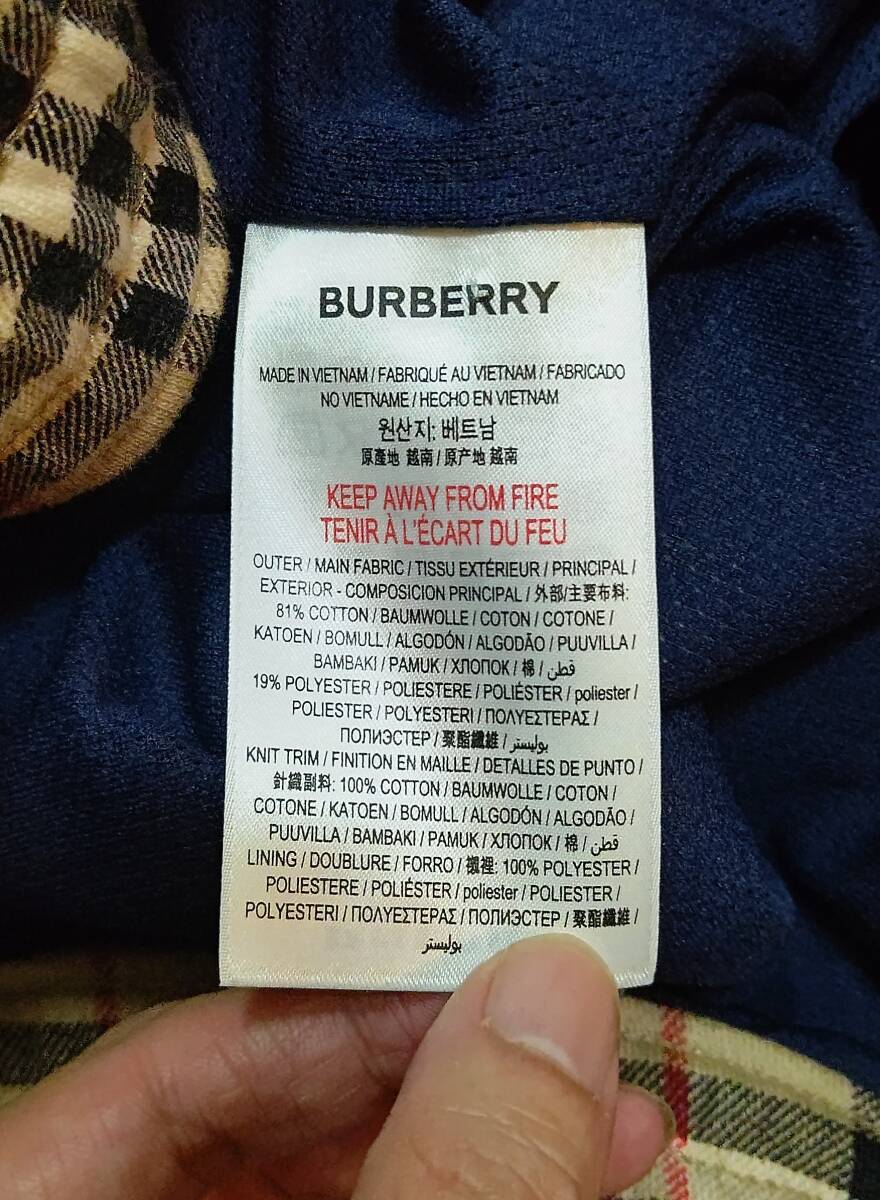 BURBERRY
MADE IN VIETNAM / FABRIQUÉ AU VIETNAM / FABRICADO
NO VIETNAME / HECHO EN VIETNAM
원산지: 베트남
原產地 越南 / 原产地 越南
KEEP AWAY FROM FIRE
TENIR À L'ÉCART DU FEU
OUTER / MAIN FABRIC / TISSU EXTÉRIEUR / PRINCIPAL /
EXTERIOR - COMPOSICION PRINCIPAL / 外部/主要布料:
81% COTTON / BAUMWOLLE / COTON / COTONE /
KATOEN / BOMULL / ALGODÓN / ALGODÃO / PUUVILLA /
BAMBAKI / PAMUK / ХЛОПОК / 棉 / قطن
19% POLYESTER / POLIESTERE / POLIÉSTER / poliester /
POLIESTER / POLYESTERI / ΠΟΛΥΕΣΤΕΡΑΣ /
ПОЛИЭСТЕР / 聚酯纖維 / بوليستر
KNIT TRIM / FINITION EN MAILLE / DETALLES DE PUNTO /
針織副料: 100% COTTON / BAUMWOLLE / COTON /
COTONE / KATOEN / BOMULL / ALGODÓN / ALGODÃO /
PUUVILLA / BAMBAKI / PAMUK / ХЛОПОК / 棉 / قطن
LINING / DOUBLURE / FORRO / 襯裡: 100% POLYESTER /
POLIESTERE / POLIÉSTER / poliester / POLIESTER /
POLYESTERI / ΠΟΛΥΕΣΤΕΡΑΣ / ПОЛИЭСТЕР / 聚酯纖維 /
بوليستر